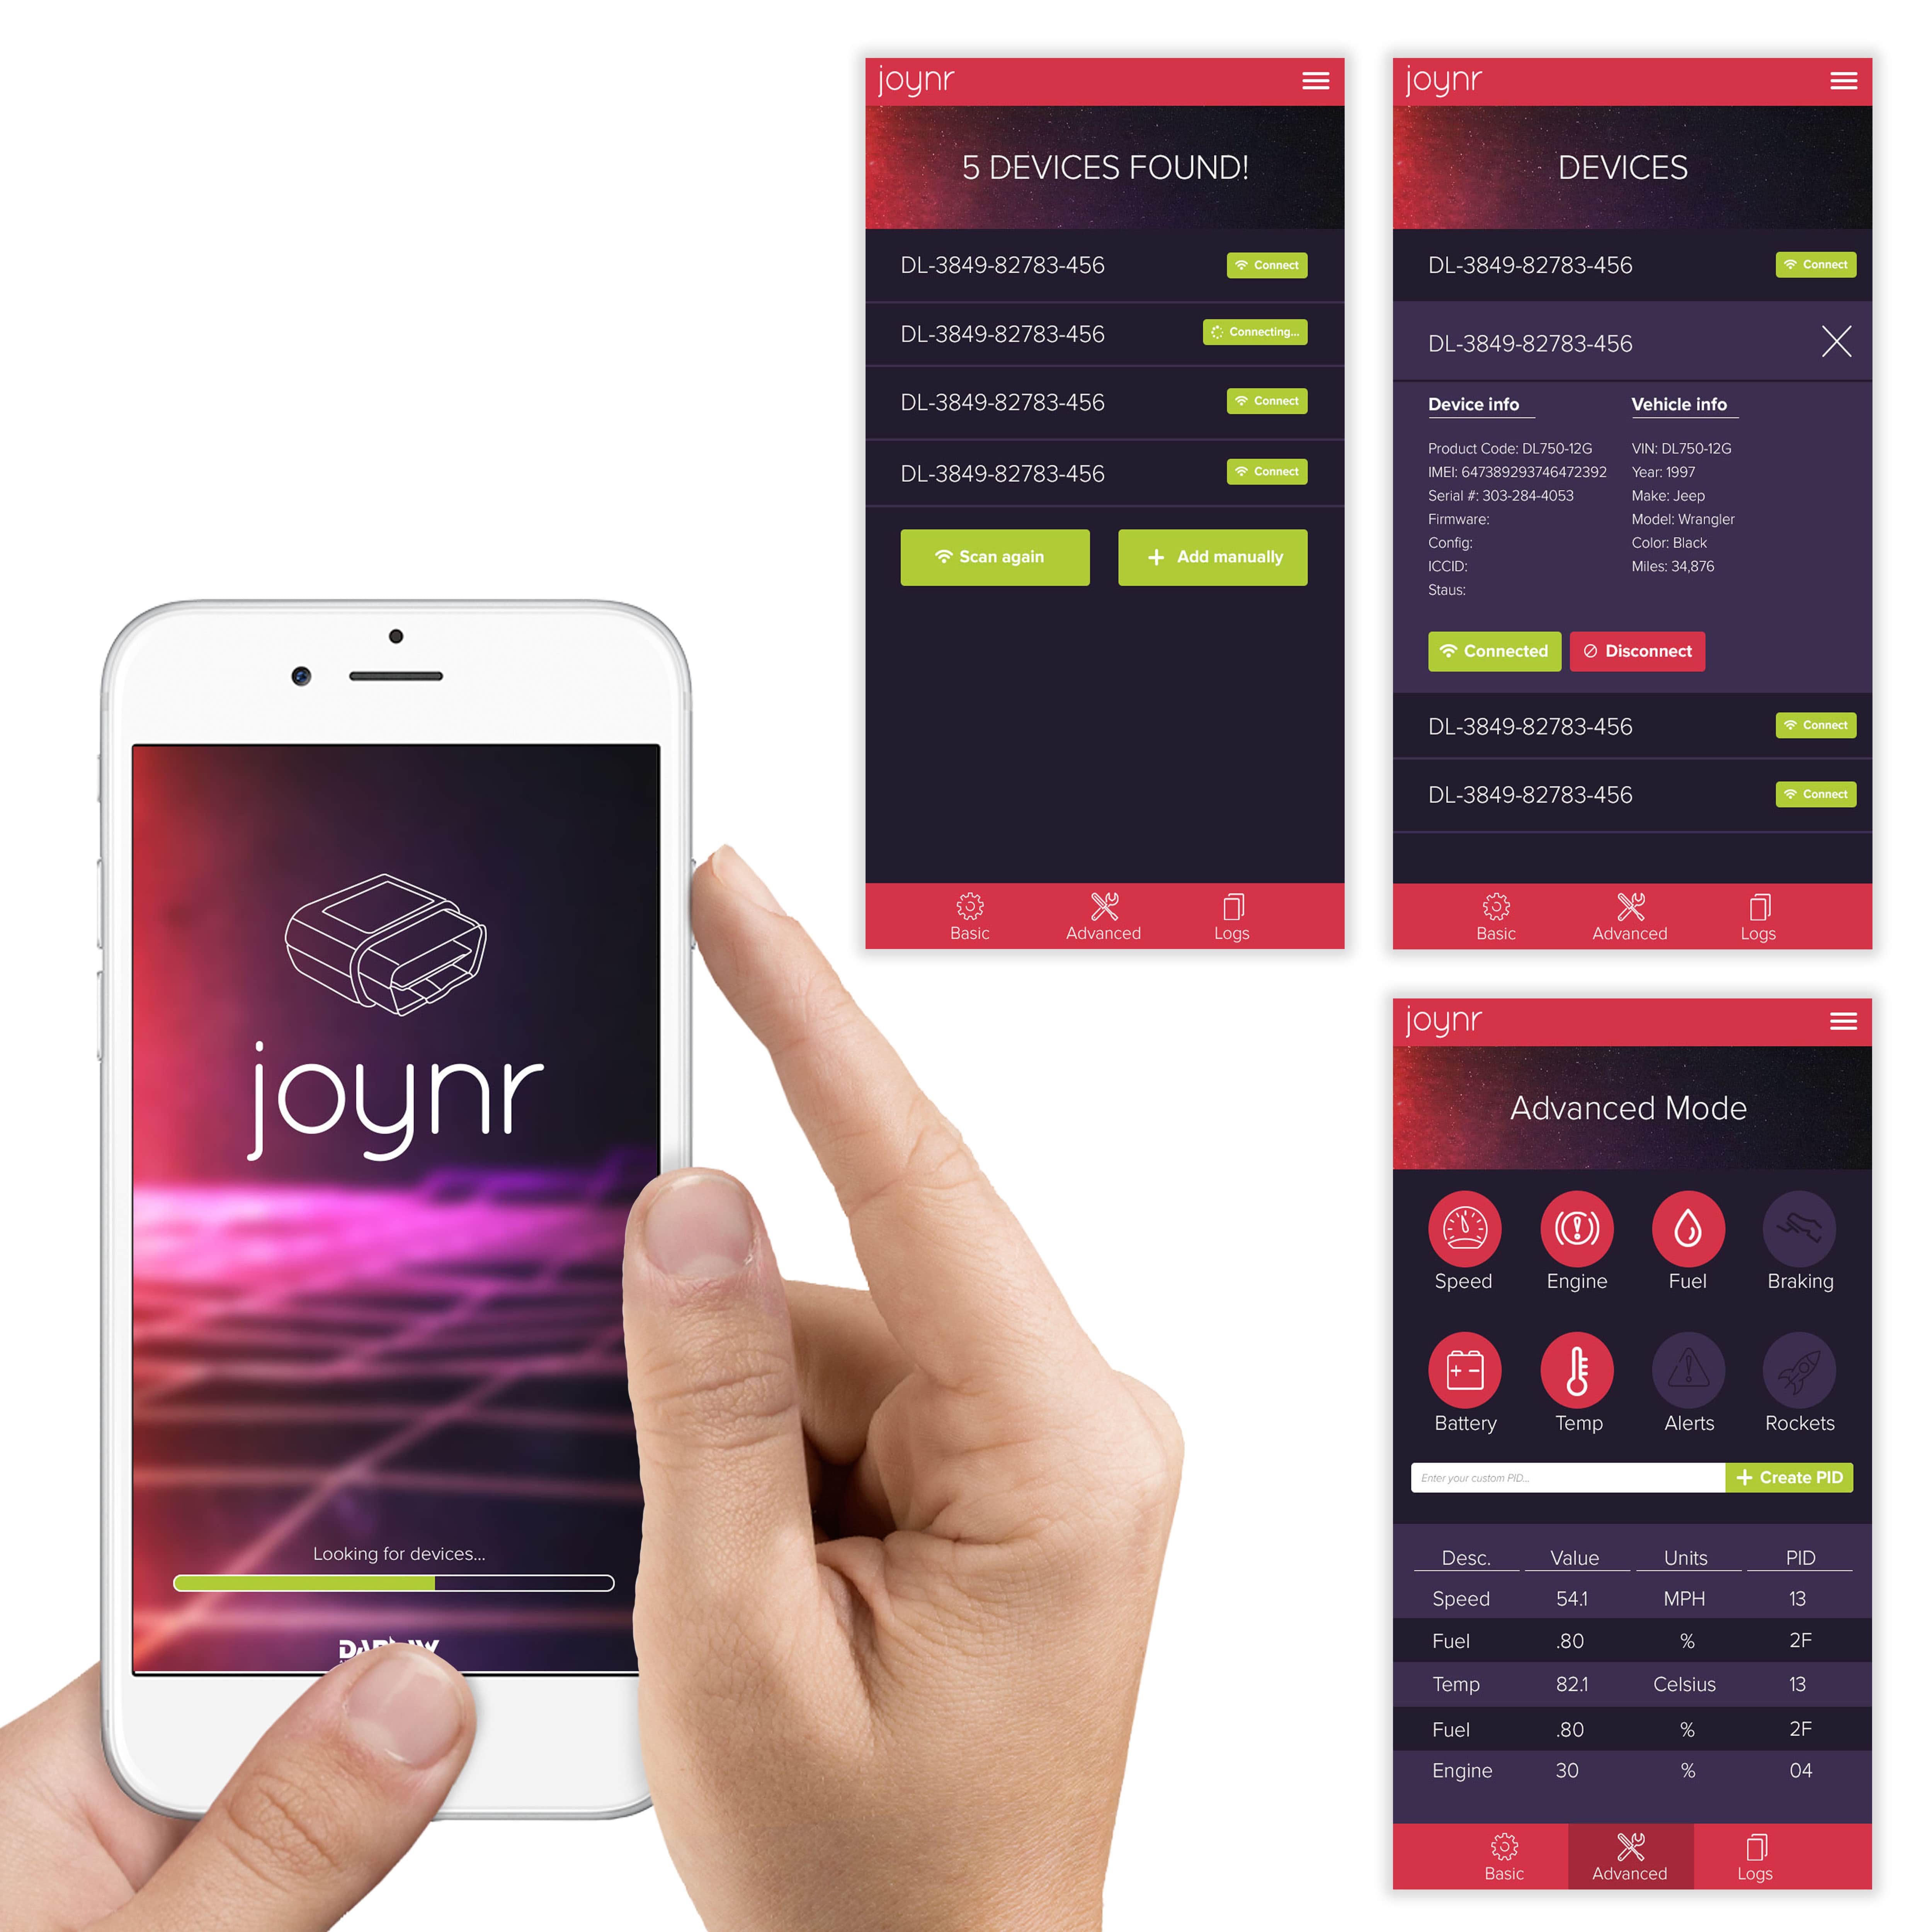 joynr
Looking for devices...
joynr
5 DEVICES FOUND!
DL-3849-82783-456 Connect
DL-3849-82783-456 Connecting...
DL-3849-82783-456 Connect
DL-3849-82783-456 Connect
Scan again + Add manually
Basic Advanced Logs
joynr
DEVICES
DL-3849-82783-456 Connect
DL-3849-82783-456
Device info Vehicle info
Product Code: DL750-12G VIN: DL750-12G
IMEI: 647389293746472392 Year: 1997
Serial #: 303-284-4053 Make: Jeep
Firmware: Model: Wrangler
Config: Color: Black
ICCID: Miles: 34,876
Staus:
Connected Disconnect
DL-3849-82783-456 Connect
DL-3849-82783-456 Connect
Basic Advanced Logs
joynr
Advanced Mode
Speed Engine Fuel Braking
Battery Temp Alerts Rockets
Enter your custom PID... + Create PID
Desc. Value Units PID
Speed 54.1 MPH 13
Fuel .80 % 2F
Temp 82.1 Celsius 13
Fuel .80 % 2F
Engine 30 % 04
Basic Advanced Logs